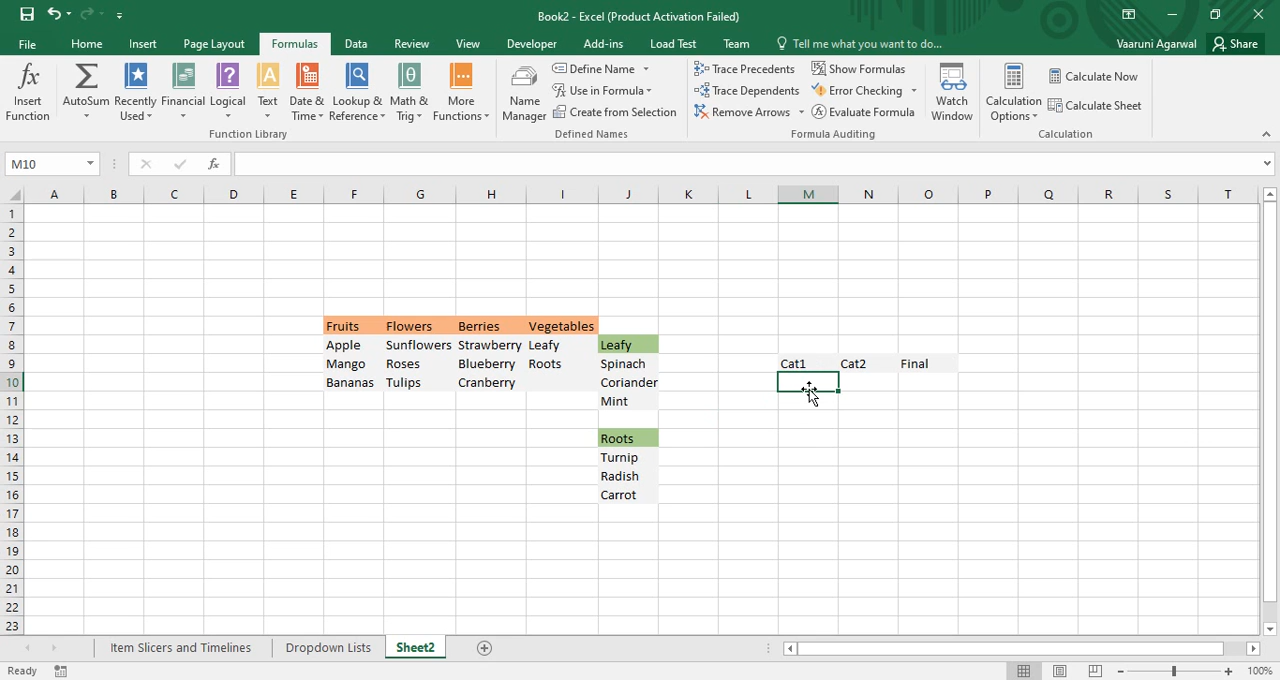 Book2 - Excel (Product Activation Failed)
File Home Insert Page Layout Formulas Data Review View Developer Add-ins Load Test Team Tell me what you want to do... Vaaruni Agarwal Share
Insert Function
AutoSum
Recently Used
Financial
Logical
Text
Date & Time
Lookup & Reference
Math & Trig
More Functions
Function Library
Name Manager
Define Name
Use in Formula
Create from Selection
Defined Names
Trace Precedents
Trace Dependents
Remove Arrows
Show Formulas
Error Checking
Evaluate Formula
Formula Auditing
Watch Window
Calculation Options
Calculate Now
Calculate Sheet
Calculation
M10 fx
A B C D E F G H I J K L M N O P Q R S T
1
2
3
4
5
6
7 Fruits Flowers Berries Vegetables
8 Apple Sunflowers Strawberry Leafy Leafy
9 Mango Roses Blueberry Roots Spinach Cat1 Cat2 Final
10 Bananas Tulips Cranberry Coriander
11 Mint
12
13 Roots
14 Turnip
15 Radish
16 Carrot
17
18
19
20
21
22
23
Item Slicers and Timelines Dropdown Lists Sheet2
Ready 100%